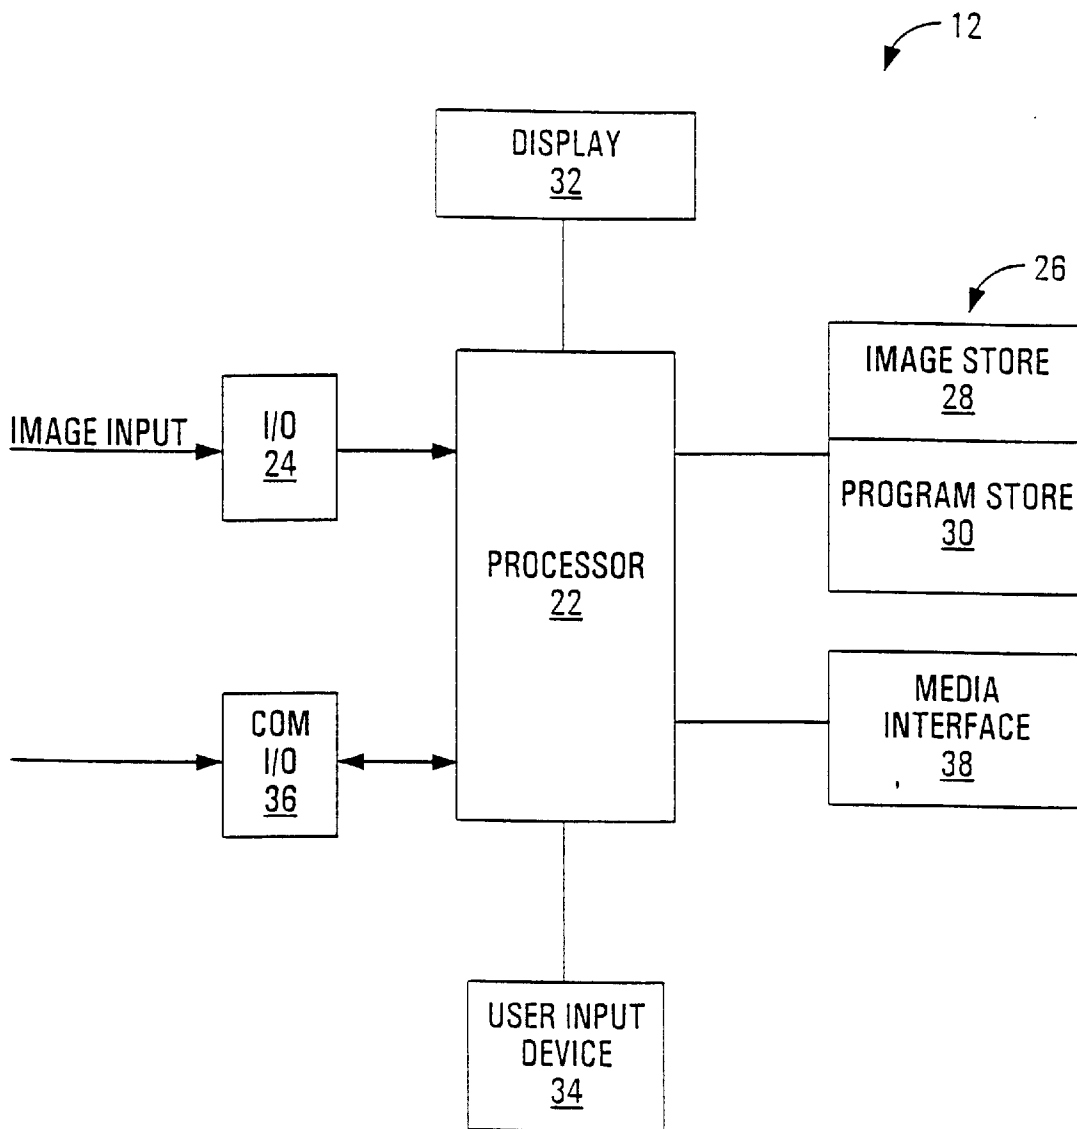 12
DISPLAY
32
26
IMAGE STORE
28
IMAGE INPUT
I/O
24
PROGRAM STORE
30
PROCESSOR
22
MEDIA
INTERFACE
38
COM
I/O
36
USER INPUT
DEVICE
34